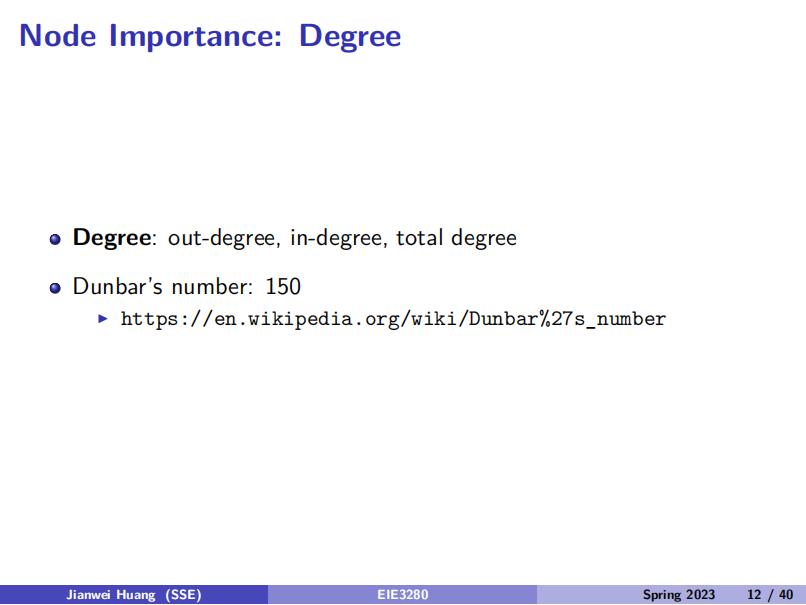 Node Importance: Degree
Degree: out-degree, in-degree, total degree
Dunbar's number: 150
https://en.wikipedia.org/wiki/Dunbar%27s_number
Jianwei Huang (SSE) EIE3280 Spring 2023 12 / 40